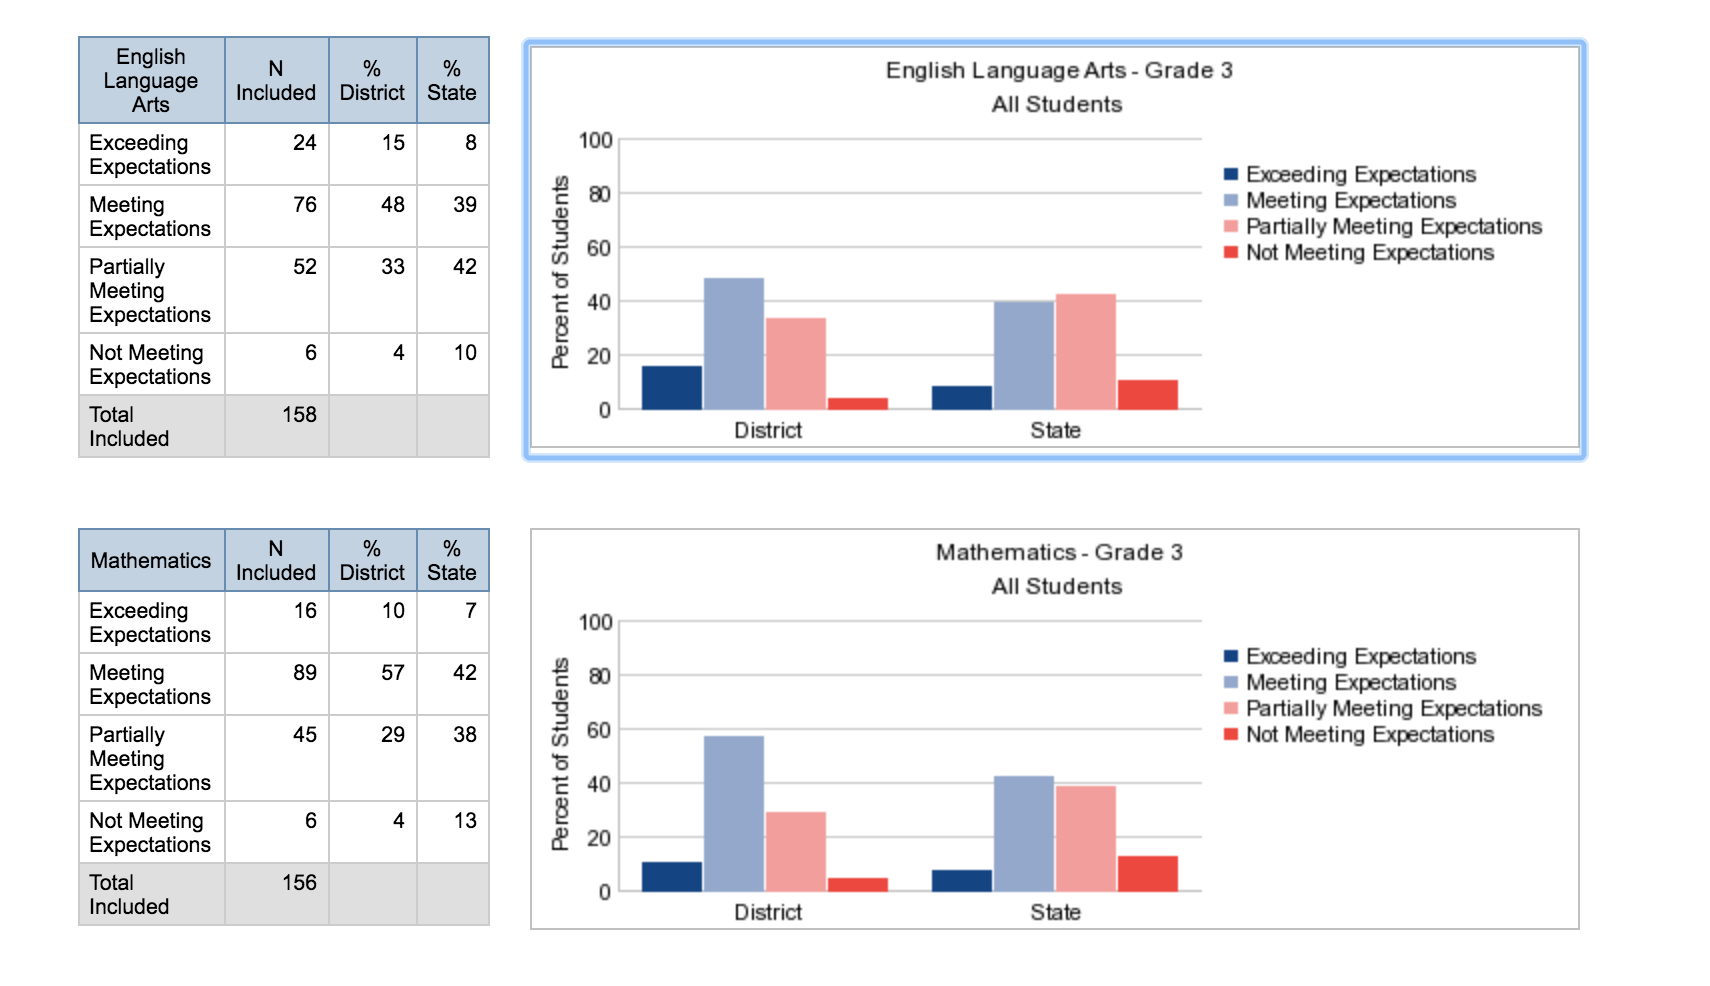 English
Language
Arts
N
Included
%
District
%
State
Exceeding
Expectations
24
15
8
Meeting
Expectations
76
48
39
Partially
Meeting
Expectations
52
33
42
Not Meeting
Expectations
6
4
10
Total
Included
158
English Language Arts - Grade 3
All Students
Percent of Students
100
80
60
40
20
0
District
State
Exceeding Expectations
Meeting Expectations
Partially Meeting Expectations
Not Meeting Expectations
Mathematics
N
Included
%
District
%
State
Exceeding
Expectations
16
10
7
Meeting
Expectations
89
57
42
Partially
Meeting
Expectations
45
29
38
Not Meeting
Expectations
6
4
13
Total
Included
156
Mathematics - Grade 3
All Students
Percent of Students
100
80
60
40
20
0
District
State
Exceeding Expectations
Meeting Expectations
Partially Meeting Expectations
Not Meeting Expectations